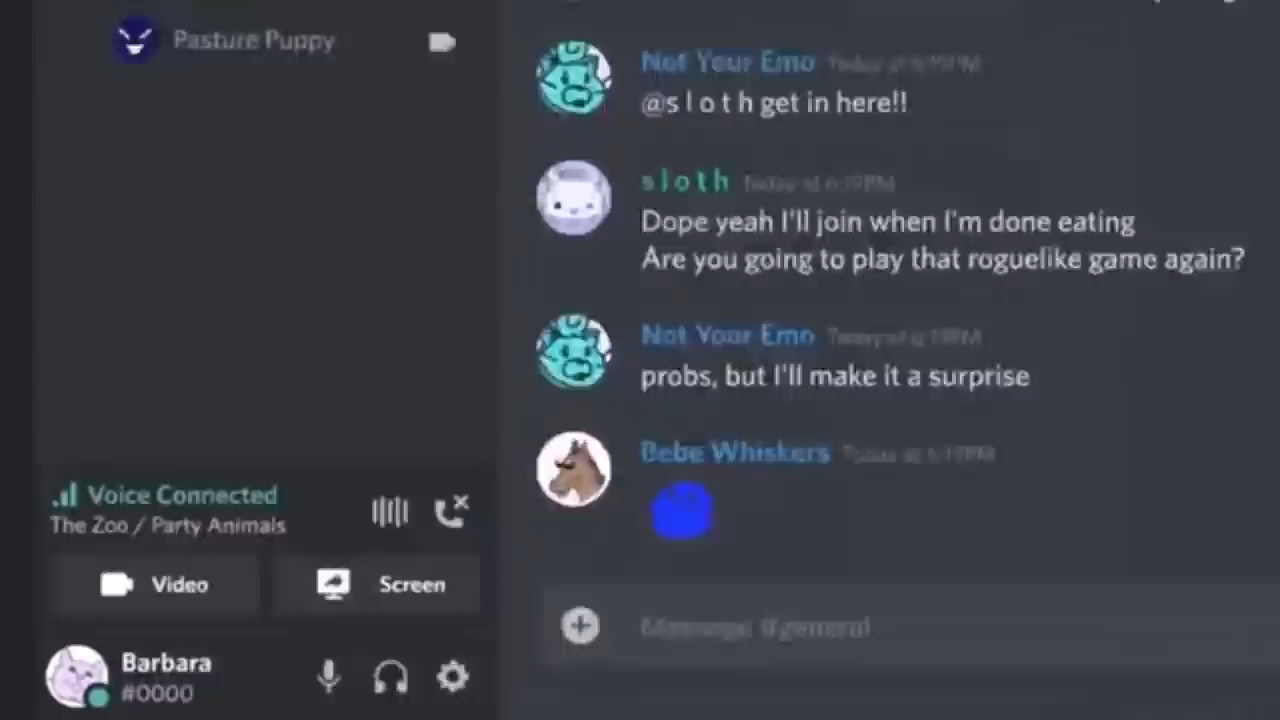 Pasture Puppy
Not Your Emo
@s l o t h get in here!!
s l o t h
Dope yeah I'll join when I'm done eating
Are you going to play that roguelike game again?
Not Your Emo
probs, but I'll make it a surprise
Bebe Whiskers
Voice Connected
The Zoo / Party Animals
Video
Screen
Message #general
Barbara
#0000